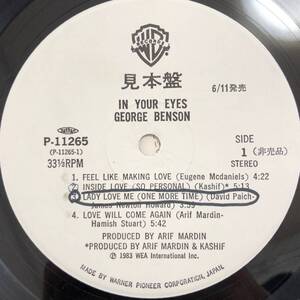 WARNER BROS RECORDS
見本盤
IN YOUR EYES
GEORGE BENSON
6/11発売
P-11265
(P-11265-1)
33⅓RPM
SIDE
1 (非売品)
STEREO
1 FEEL LIKE MAKING LOVE (Eugene Mcdaniels) 4:22
2 INSIDE LOVE (SO PERSONAL) (Kashif)* 5:13
3 LADY LOVE ME (ONE MORE TIME) (David Paich-
James Newton Howard) 3:59
4 LOVE WILL COME AGAIN (Arif Mardin-
Hamish Stuart) 5:42
PRODUCED BY ARIF MARDIN
*PRODUCED BY ARIF MARDIN & KASHIF
Ⓟ 1983 WEA International Inc.
MADE BY WARNER-PIONEER CORPORATION, JAPAN